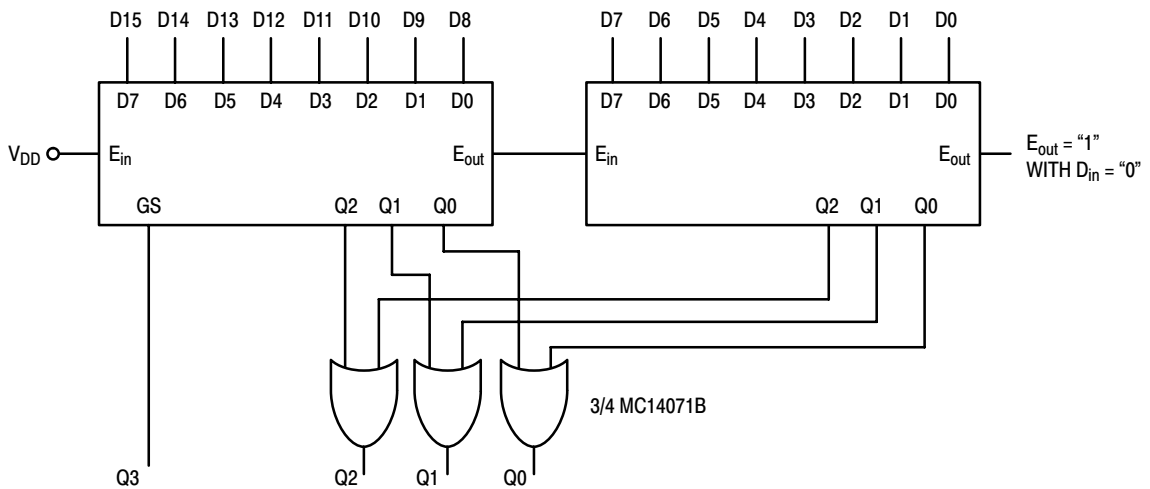 D15 D14 D13 D12 D11 D10 D9 D8 D7 D6 D5 D4 D3 D2 D1 D0
D7 D6 D5 D4 D3 D2 D1 D0 D7 D6 D5 D4 D3 D2 D1 D0
VDD Ein Eout Ein Eout Eout = “1”
WITH Din = “0”
GS Q2 Q1 Q0 Q2 Q1 Q0
3/4 MC14071B
Q3 Q2 Q1 Q0